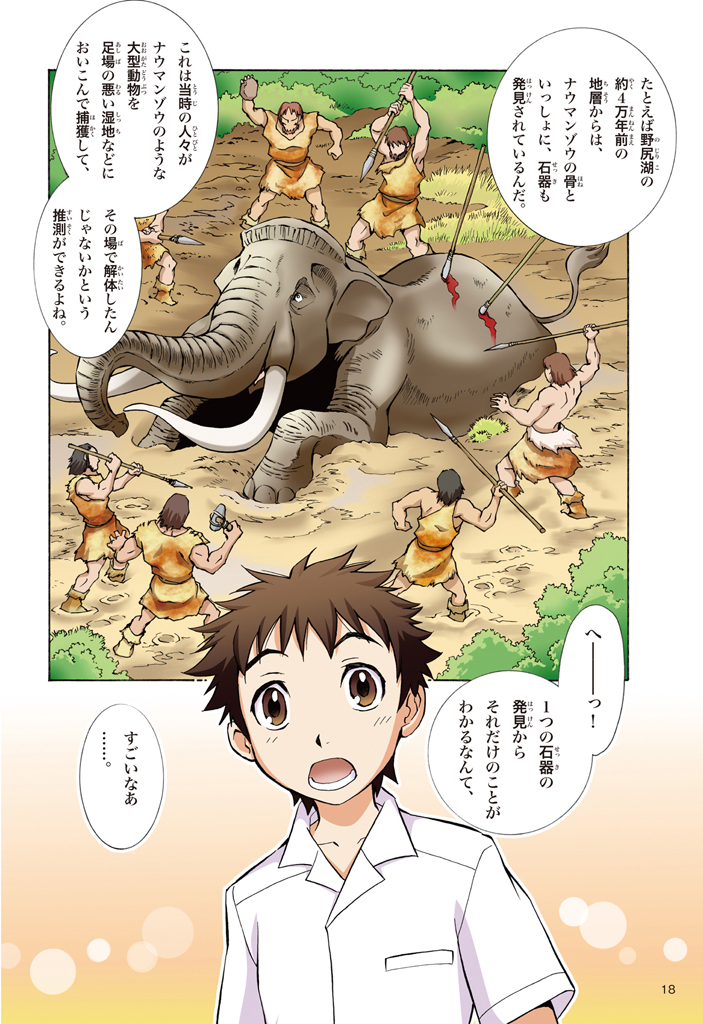 たとえば野尻湖の
約４万年前の
地層からは、
ナウマンゾウの骨と
いっしょに、石器も
発見されているんだ。
これは当時の人々が
ナウマンゾウのような
大型動物を
足場の悪い湿地などに
おいこんで捕獲して、
その場で解体したん
じゃないかという
推測ができるよね。
へ――っ！
１つの石器の
発見から
それだけのことが
わかるなんて、
すごいなあ
……。
18